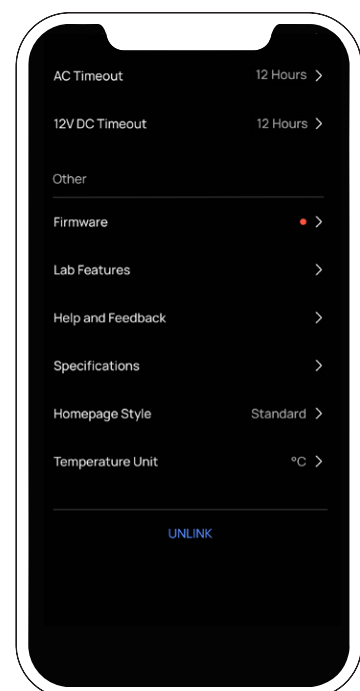 AC Timeout 12 Hours
12V DC Timeout 12 Hours
Other
Firmware
Lab Features
Help and Feedback
Specifications
Homepage Style Standard
Temperature Unit °C
UNLINK